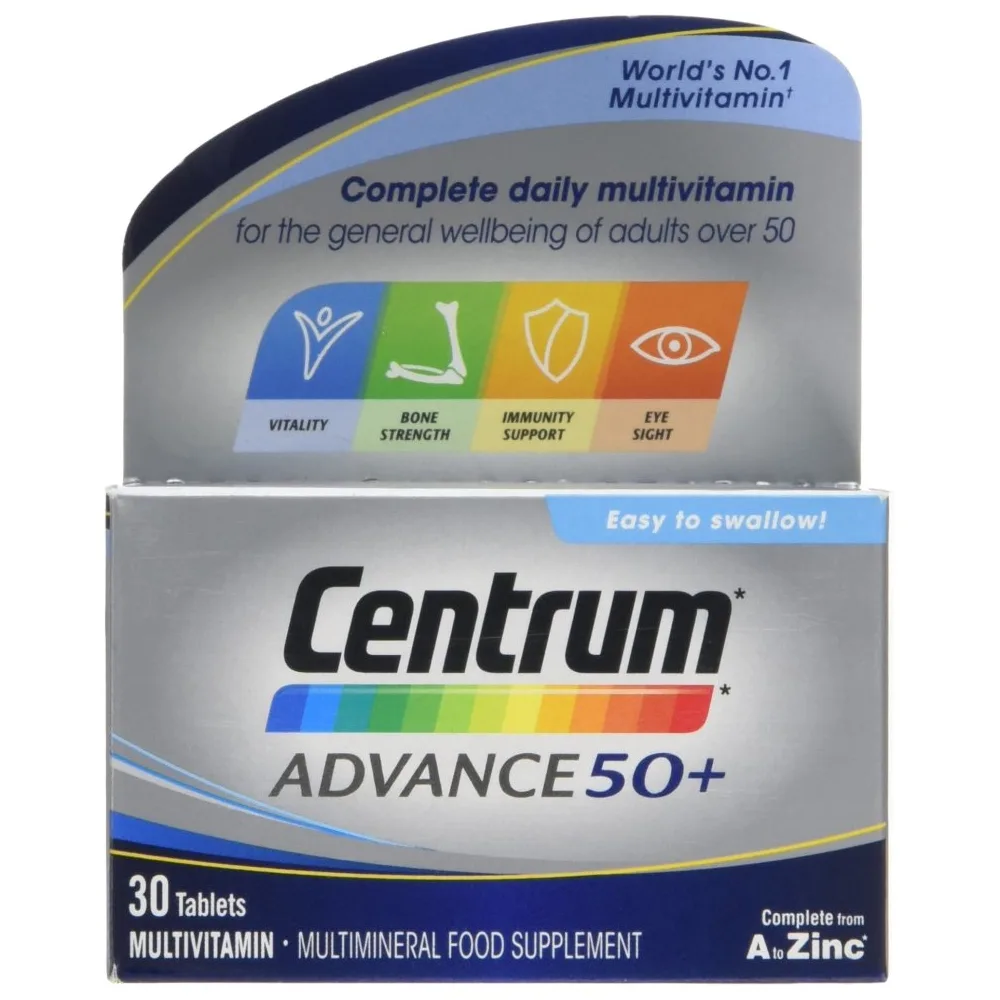 World's No.1
Multivitamin†
Complete daily multivitamin
for the general wellbeing of adults over 50
VITALITY
BONE
STRENGTH
IMMUNITY
SUPPORT
EYE
SIGHT
Easy to swallow!
Centrum*
*
ADVANCE 50+
30 Tablets
MULTIVITAMIN · MULTIMINERAL FOOD SUPPLEMENT
Complete from
A to Zinc*